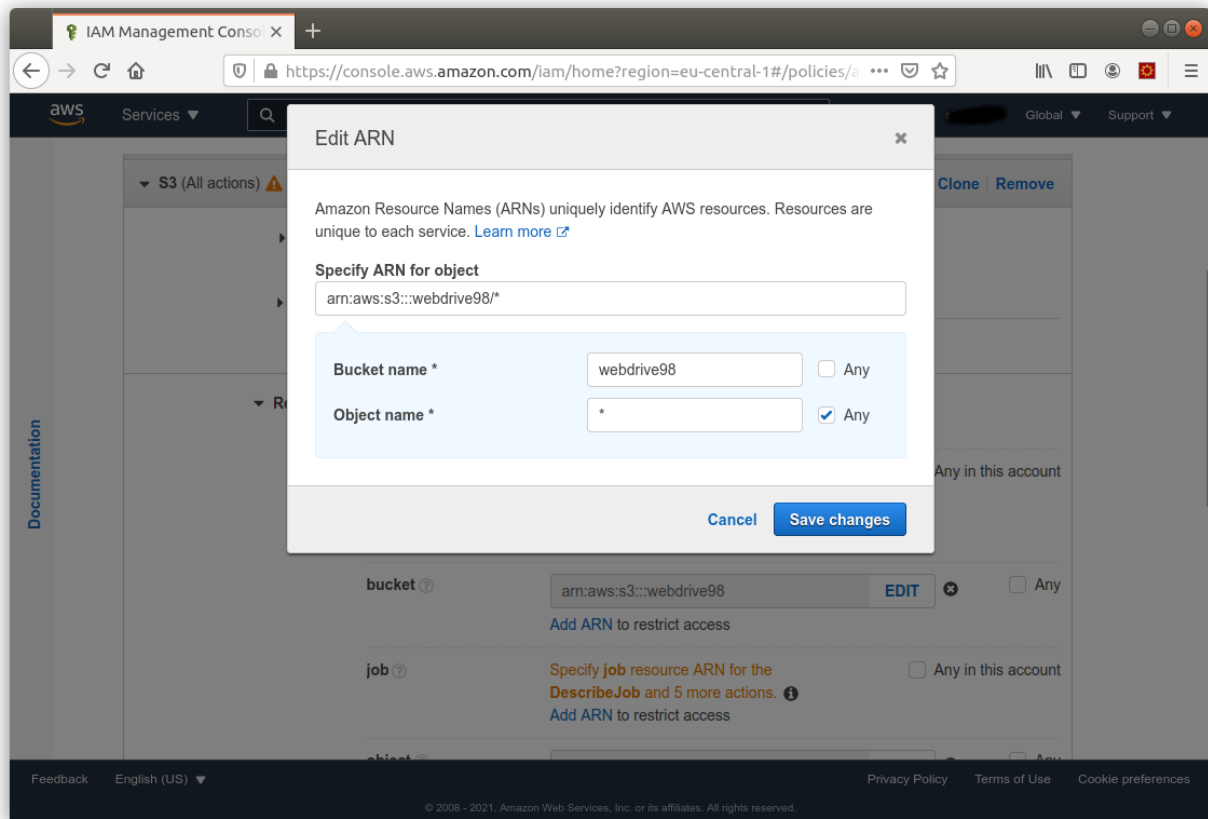 IAM Management Consol
https://console.aws.amazon.com/iam/home?region=eu-central-1#/policies/a
aws
Services
Global
Support
Edit ARN
S3 (All actions)
Clone
Remove
Amazon Resource Names (ARNs) uniquely identify AWS resources. Resources are
unique to each service. Learn more
Specify ARN for object
arn:aws:s3:::webdrive98/*
Bucket name *
webdrive98
Any
Object name *
*
Any
Re
Documentation
Any in this account
Cancel
Save changes
bucket
arn:aws:s3:::webdrive98
EDIT
Any
Add ARN to restrict access
job
Specify job resource ARN for the
DescribeJob and 5 more actions.
Any in this account
Add ARN to restrict access
object
Any
Feedback
English (US)
Privacy Policy
Terms of Use
Cookie preferences
© 2008 - 2021, Amazon Web Services, Inc. or its affiliates. All rights reserved.